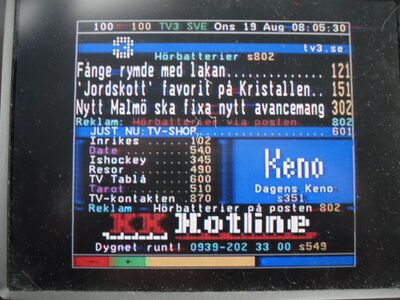 100 100 TV3 SVE Ons 19 Aug 08:05:30
3 tv3.se
Hörbatterier s802
Fånge rymde med lakan............. 121
'Jordskott' favorit på Kristallen.. 151
Nytt Malmö ska fixa nytt avancemang 302
Reklam: Hörbatterier via posten 802
JUST NU: TV-SHOP 601
Inrikes ...... 102
Date ......... 540
Ishockey ..... 345
Resor ........ 490
TV Tablå ..... 600
Tarot ........ 510
TV-kontakten . 870
Keno
Dagens Keno
s351
Reklam Hörbatterier på posten 802
XX Hotline
Dygnet runt! 0939-202 33 00 s549
- +